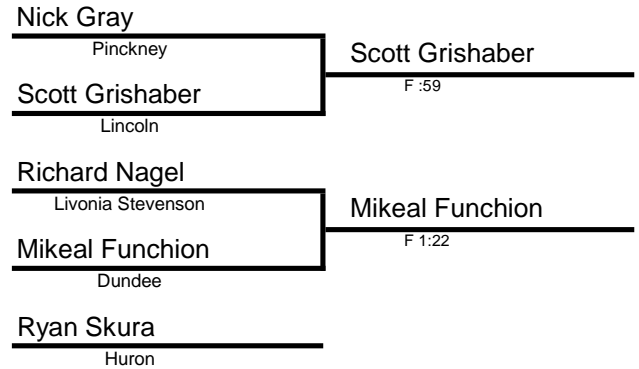 Nick Gray
Pinckney
Scott Grishaber
F :59
Scott Grishaber
Lincoln
Richard Nagel
Livonia Stevenson
Mikeal Funchion
F 1:22
Mikeal Funchion
Dundee
Ryan Skura
Huron